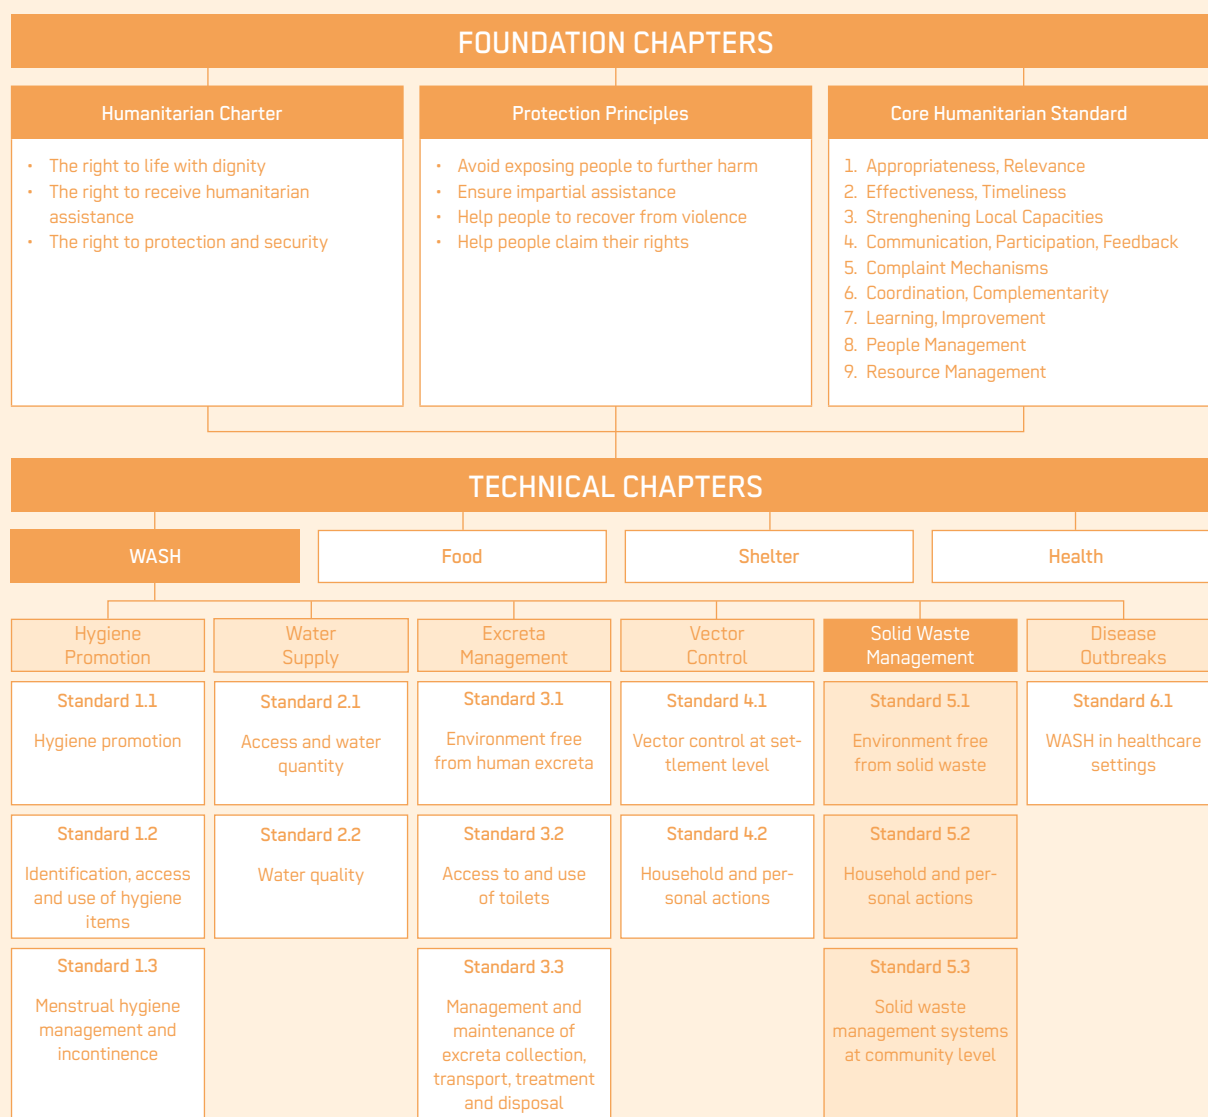 FOUNDATION CHAPTERS
Humanitarian Charter
• The right to life with dignity
• The right to receive humanitarian
assistance
• The right to protection and security
Protection Principles
• Avoid exposing people to further harm
• Ensure impartial assistance
• Help people to recover from violence
• Help people claim their rights
Core Humanitarian Standard
1. Appropriateness, Relevance
2. Effectiveness, Timeliness
3. Strenghening Local Capacities
4. Communication, Participation, Feedback
5. Complaint Mechanisms
6. Coordination, Complementarity
7. Learning, Improvement
8. People Management
9. Resource Management
TECHNICAL CHAPTERS
WASH
Food
Shelter
Health
Hygiene
Promotion
Standard 1.1
Hygiene promotion
Standard 1.2
Identification, access
and use of hygiene
items
Standard 1.3
Menstrual hygiene
management and
incontinence
Water
Supply
Standard 2.1
Access and water
quantity
Standard 2.2
Water quality
Excreta
Management
Standard 3.1
Environment free
from human excreta
Standard 3.2
Access to and use
of toilets
Standard 3.3
Management and
maintenance of
excreta collection,
transport, treatment
and disposal
Vector
Control
Standard 4.1
Vector control at set-
tlement level
Standard 4.2
Household and per-
sonal actions
Solid Waste
Management
Standard 5.1
Environment free
from solid waste
Standard 5.2
Household and per-
sonal actions
Standard 5.3
Solid waste
management systems
at community level
Disease
Outbreaks
Standard 6.1
WASH in healthcare
settings